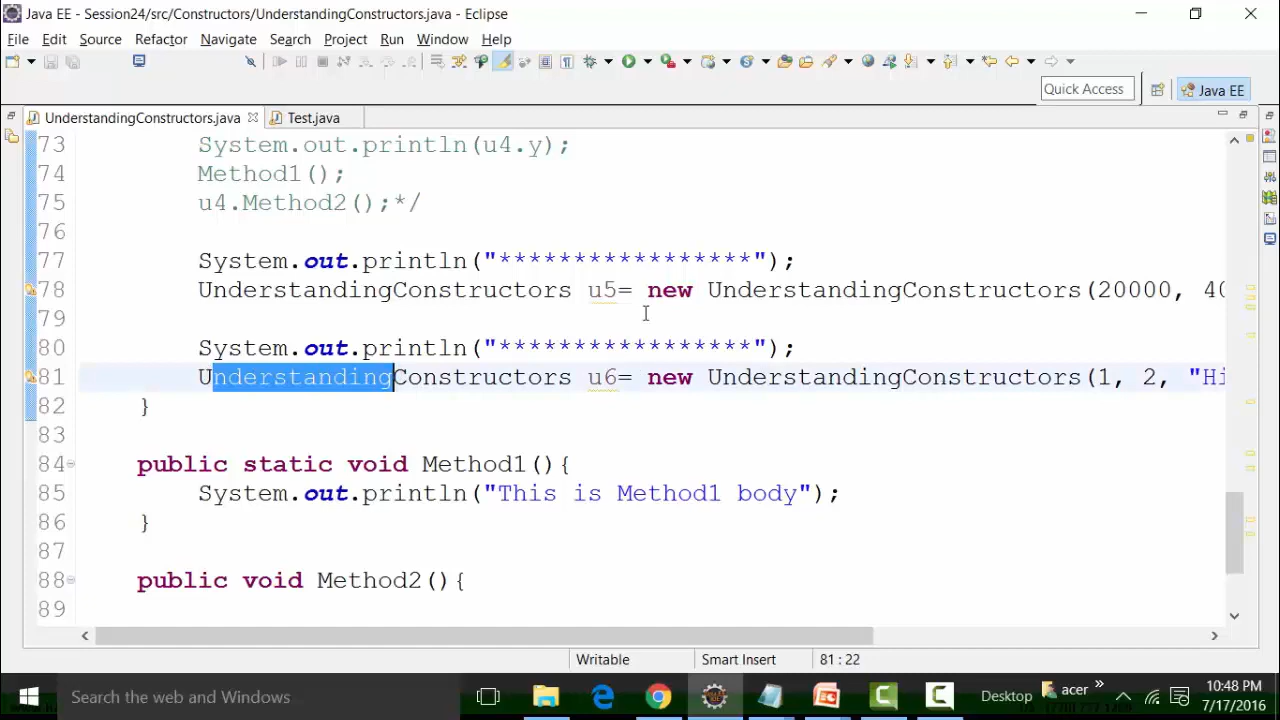 Java EE - Session24/src/Constructors/UnderstandingConstructors.java - Eclipse
File Edit Source Refactor Navigate Search Project Run Window Help
Quick Access
Java EE
UnderstandingConstructors.java
Test.java
73 System.out.println(u4.y);
74 Method1();
75 u4.Method2();*/
76
77 System.out.println("*****************");
78 UnderstandingConstructors u5= new UnderstandingConstructors(20000, 40
79
80 System.out.println("*****************");
81 UnderstandingConstructors u6= new UnderstandingConstructors(1, 2, "Hi
82 }
83
84 public static void Method1(){
85 System.out.println("This is Method1 body");
86 }
87
88 public void Method2(){
89
Writable
Smart Insert
81 : 22
Search the web and Windows
Desktop
acer
10:48 PM
7/17/2016